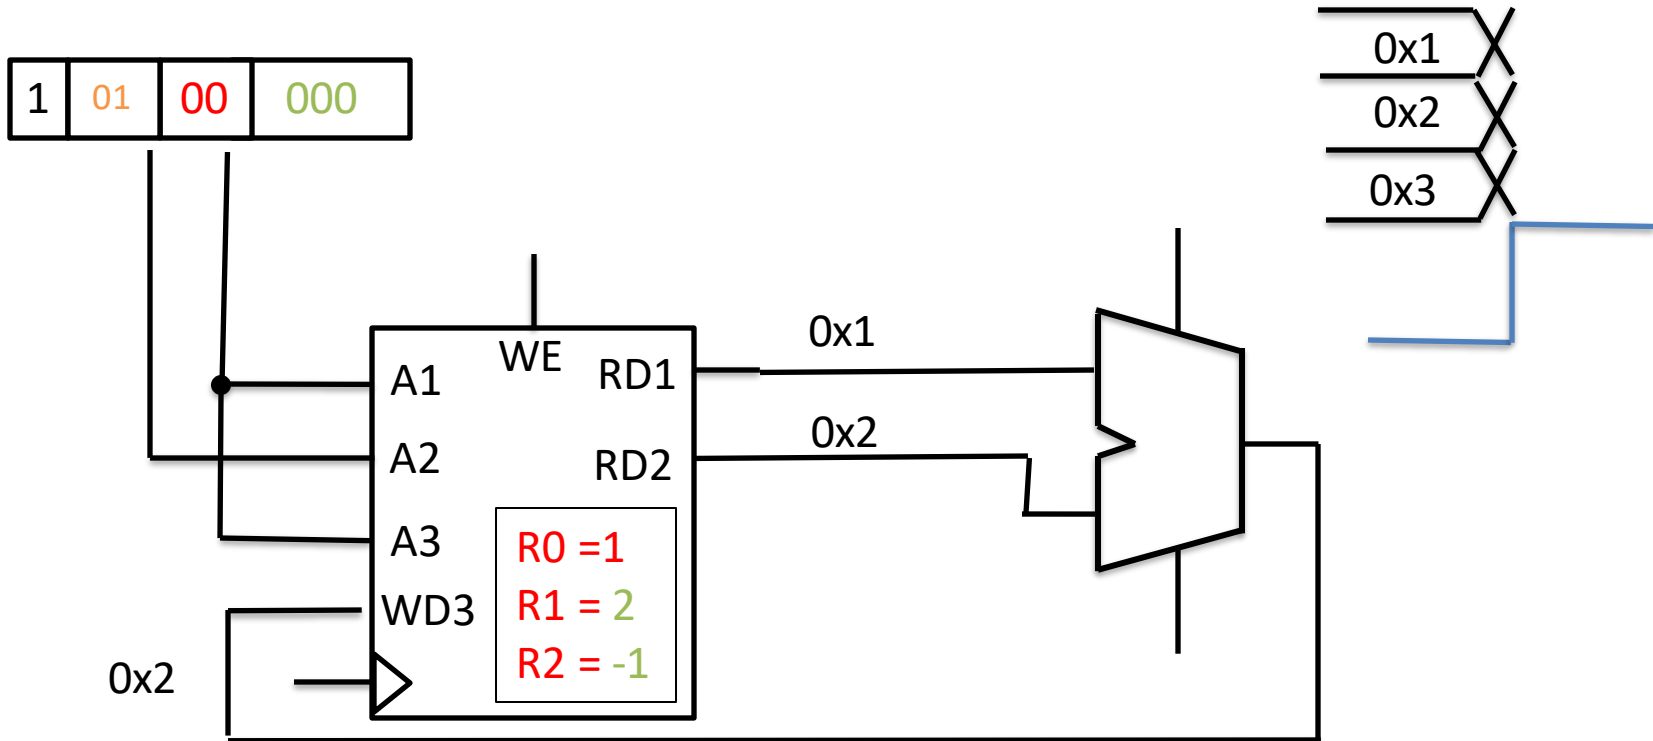 0x1
0x2
0x3
1 01 00 000
WE
0x1
A1 RD1
0x2
A2 RD2
A3
R0 =1
R1 = 2
WD3
R2 = -1
0x2